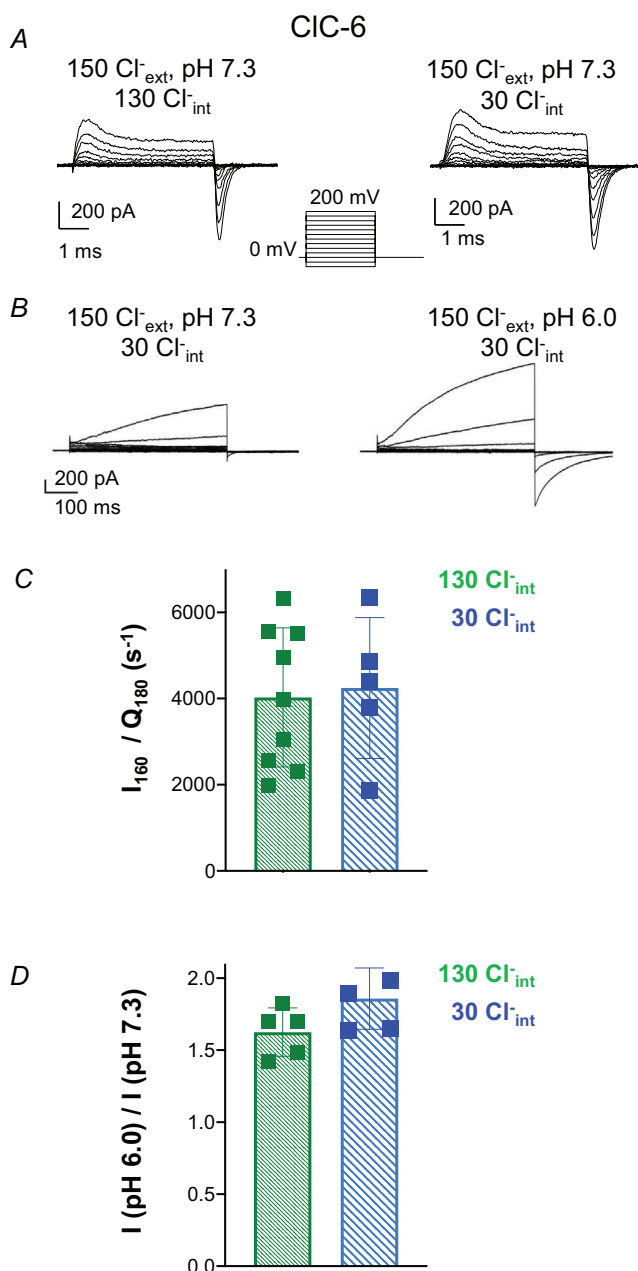 ClC-6
A
150 Cl⁻ext, pH 7.3
130 Cl⁻int
150 Cl⁻ext, pH 7.3
30 Cl⁻int
200 pA
1 ms
200 mV
0 mV
200 pA
1 ms
B
150 Cl⁻ext, pH 7.3
30 Cl⁻int
150 Cl⁻ext, pH 6.0
30 Cl⁻int
200 pA
100 ms
C
I160 / Q180 (s⁻¹)
6000
4000
2000
0
130 Cl⁻int
30 Cl⁻int
D
I (pH 6.0) / I (pH 7.3)
2.0
1.5
1.0
0.5
0.0
130 Cl⁻int
30 Cl⁻int